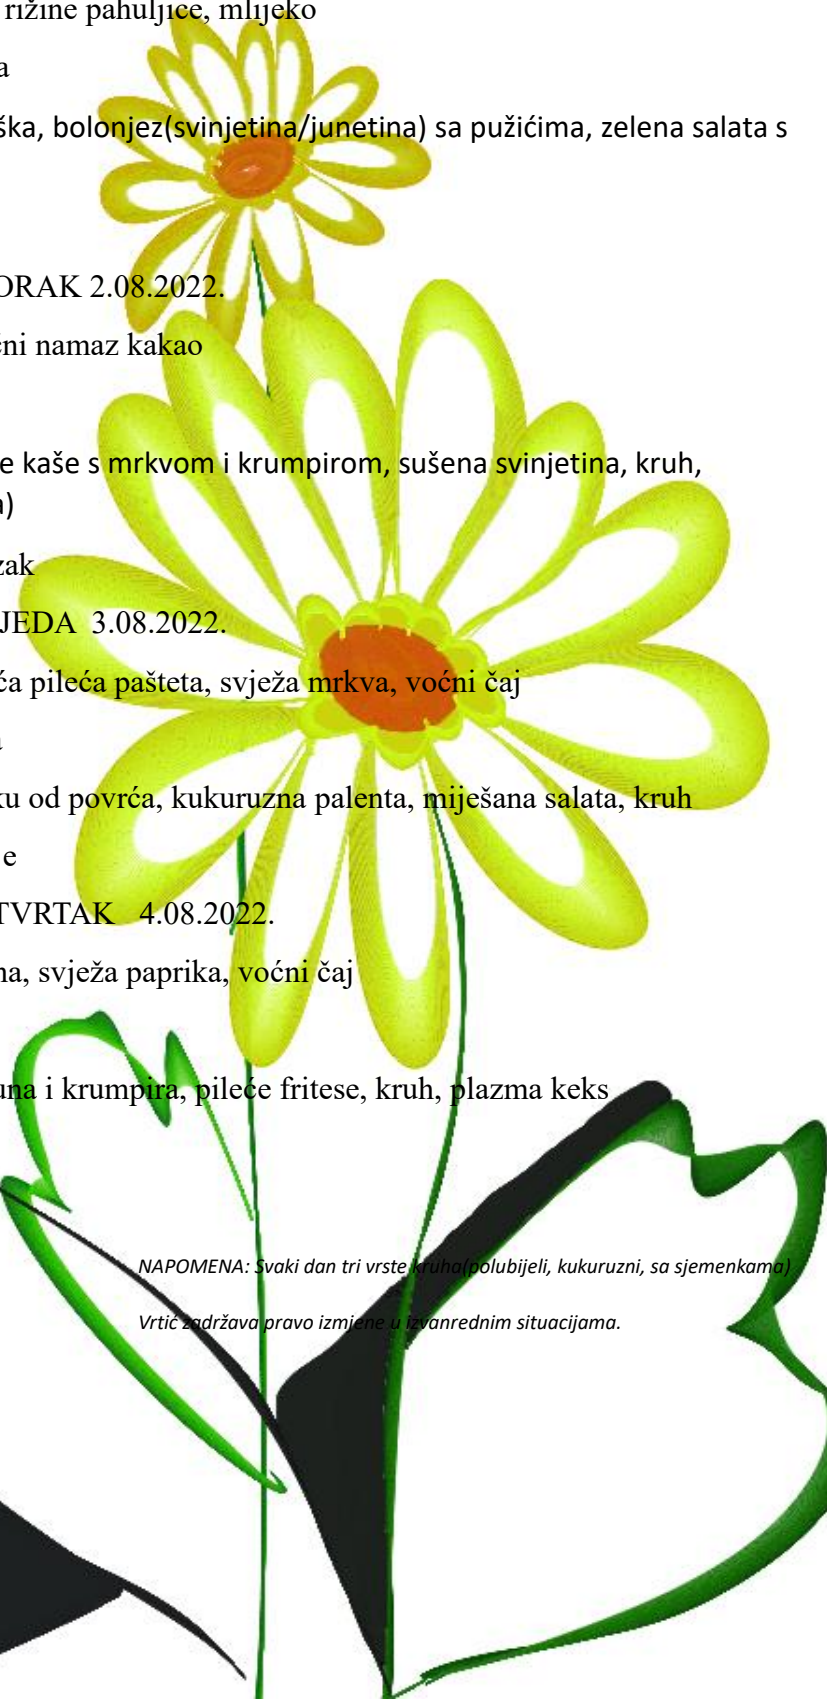 rižine pahuljice, mlijeko
a
ška, bolonjez(svinjetina/junetina) sa pužićima, zelena salata s
ORAK 2.08.2022.
čni namaz kakao
e kaše s mrkvom i krumpirom, sušena svinjetina, kruh,
a)
zak
JEDA 3.08.2022.
ća pileća pašteta, svježa mrkva, voćni čaj
a
ku od povrća, kukuruzna palenta, miješana salata, kruh
e
TVRTAK 4.08.2022.
na, svježa paprika, voćni čaj
una i krumpira, pileće fritese, kruh, plazma keks
NAPOMENA: Svaki dan tri vrste kruha(polubijeli, kukuruzni, sa sjemenkama)
Vrtić zadržava pravo izmjene u izvanrednim situacijama.